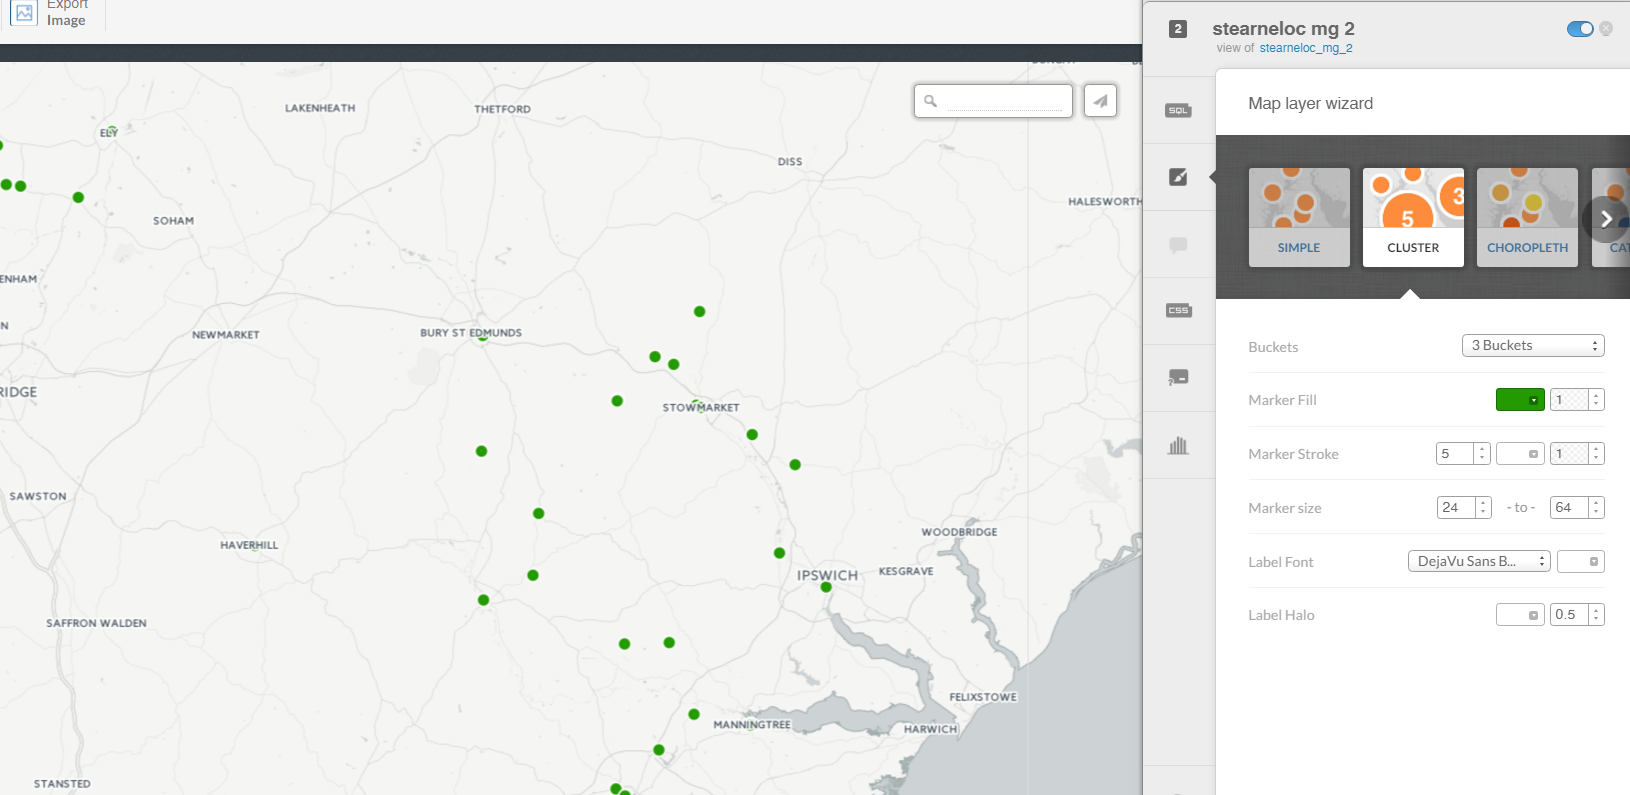 Export
Image
2
stearneloc mg 2
view of stearneloc_mg_2
SQL
CSS
Map layer wizard
3
5
SIMPLE
CLUSTER
CHOROPLETH
CAT
Buckets
3 Buckets
Marker Fill
1
Marker Stroke
5
1
Marker size
24
- to -
64
Label Font
DejaVu Sans B...
Label Halo
0.5
LAKENHEATH
THETFORD
ELY
DISS
SOHAM
HALESWORTH
ENHAM
N
NEWMARKET
BURY ST EDMUNDS
RIDGE
STOWMARKET
SAWSTON
WOODBRIDGE
HAVERHILL
IPSWICH
KESGRAVE
SAFFRON WALDEN
FELIXSTOWE
MANNINGTREE
HARWICH
STANSTED